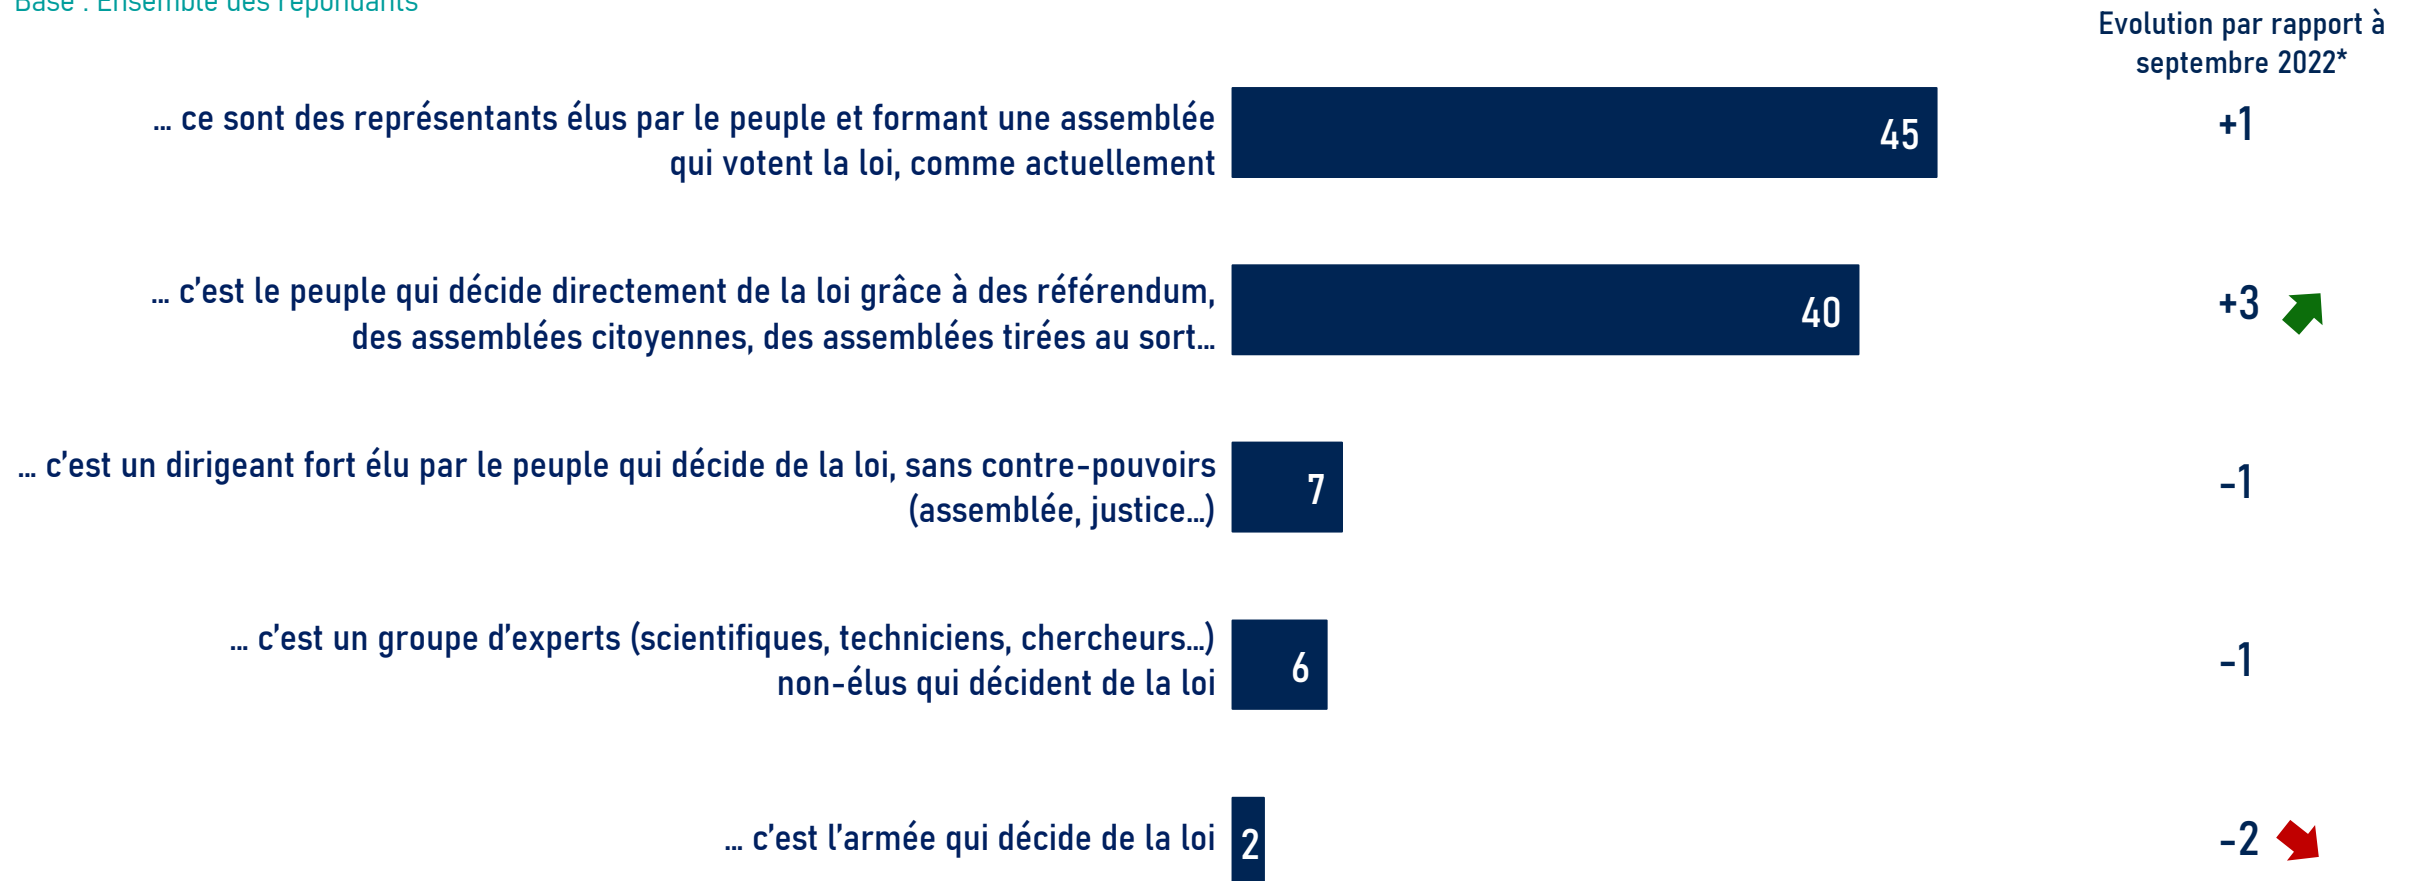 Base : Ensemble des répondants
Evolution par rapport à
septembre 2022*
... ce sont des représentants élus par le peuple et formant une assemblée
qui votent la loi, comme actuellement
45
+1
... c'est le peuple qui décide directement de la loi grâce à des référendum,
des assemblées citoyennes, des assemblées tirées au sort...
40
+3
... c'est un dirigeant fort élu par le peuple qui décide de la loi, sans contre-pouvoirs
(assemblée, justice...)
7
-1
... c'est un groupe d'experts (scientifiques, techniciens, chercheurs...)
non-élus qui décident de la loi
6
-1
... c'est l'armée qui décide de la loi
2
-2